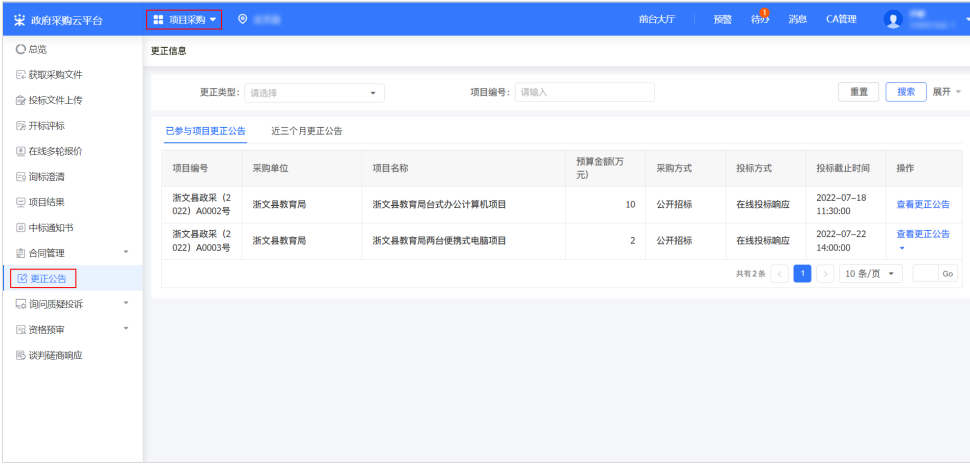 政府采购云平台
项目采购
前台大厅
预警
待办
1
消息
CA管理
总览
获取采购文件
投标文件上传
开标评标
在线多轮报价
询标澄清
项目结果
中标通知书
合同管理
更正公告
询问质疑投诉
资格预审
谈判磋商响应
更正信息
更正类型: 请选择
项目编号: 请输入
重置
搜索
展开
已参与项目更正公告
近三个月更正公告
项目编号
采购单位
项目名称
预算金额(万
元)
采购方式
投标方式
投标截止时间
操作
浙文县政采（2
022）A0002号
浙文县教育局
浙文县教育局台式办公计算机项目
10
公开招标
在线投标响应
2022-07-18
11:30:00
查看更正公告
浙文县政采（2
022）A0003号
浙文县教育局
浙文县教育局两台便携式电脑项目
2
公开招标
在线投标响应
2022-07-22
14:00:00
查看更正公告
共有2条
1
10 条/页
Go